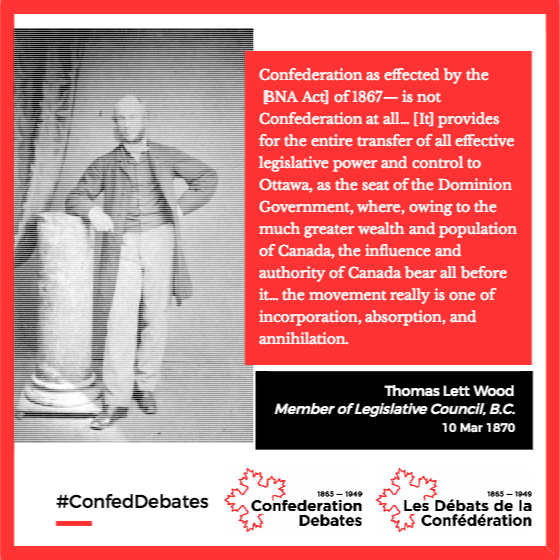 Confederation as effected by the
[BNA Act] of 1867— is not
Confederation at all... [It] provides
for the entire transfer of all effective
legislative power and control to
Ottawa, as the seat of the Dominion
Government, where, owing to the
much greater wealth and population
of Canada, the influence and
authority of Canada bear all before
it... the movement really is one of
incorporation, absorption, and
annihilation.
Thomas Lett Wood
Member of Legislative Council, B.C.
10 Mar 1870
#ConfedDebates
1865 — 1949
Confederation
Debates
1865 — 1949
Les Débats de la
Confédération